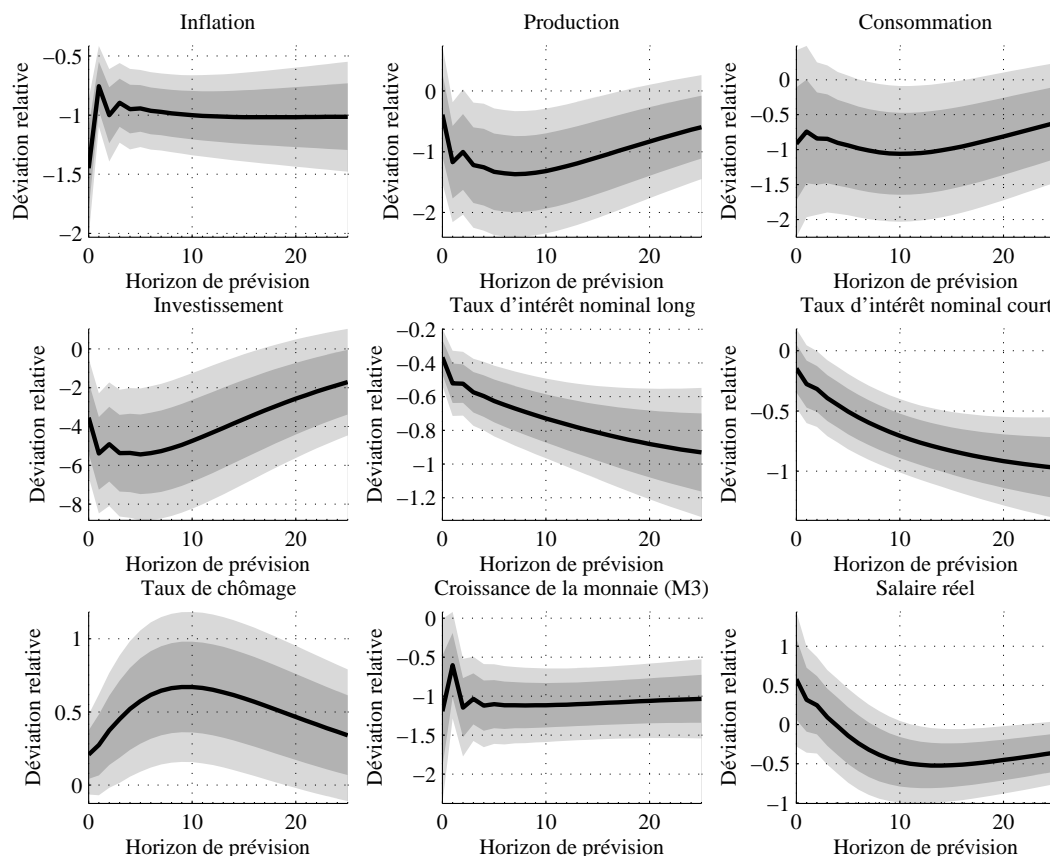 Inflation
Déviation relative
−0.5
−1
−1.5
−2
0 10 20
Horizon de prévision
Production
Déviation relative
0
−1
−2
0 10 20
Horizon de prévision
Consommation
Déviation relative
0
−0.5
−1
−1.5
−2
0 10 20
Horizon de prévision
Investissement
Déviation relative
0
−2
−4
−6
−8
0 10 20
Horizon de prévision
Taux d’intérêt nominal long
Déviation relative
−0.2
−0.4
−0.6
−0.8
−1
−1.2
0 10 20
Horizon de prévision
Taux d’intérêt nominal court
Déviation relative
0
−0.5
−1
0 10 20
Horizon de prévision
Taux de chômage
Déviation relative
1
0.5
0
0 10 20
Horizon de prévision
Croissance de la monnaie (M3)
Déviation relative
0
−0.5
−1
−1.5
−2
0 10 20
Horizon de prévision
Salaire réel
Déviation relative
1
0.5
0
−0.5
−1
0 10 20
Horizon de prévision